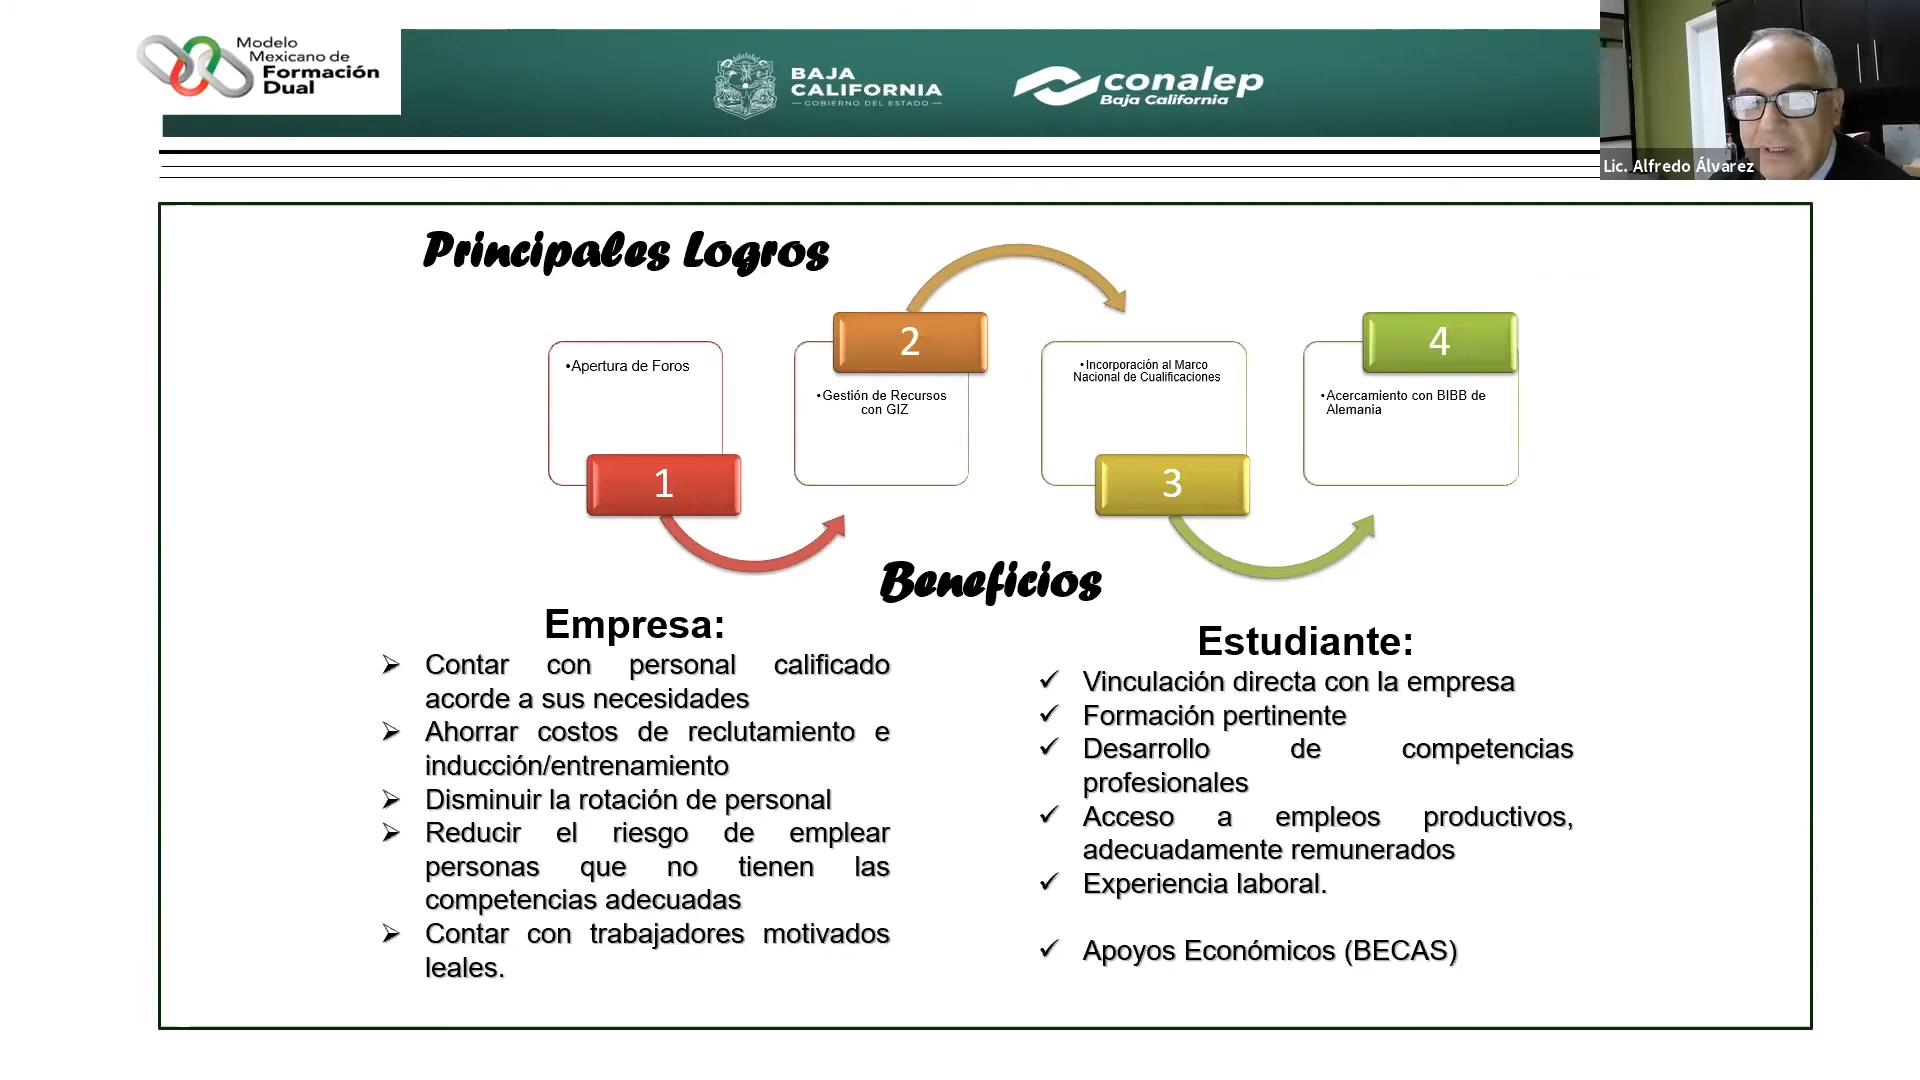 Modelo
Mexicano de
Formación
Dual
BAJA
CALIFORNIA
GOBIERNO DEL ESTADO
conalep
Baja California
Lic. Alfredo Álvarez
Principales Logros
•Apertura de Foros
1
2
•Gestión de Recursos
con GIZ
•Incorporación al Marco
Nacional de Cualificaciones
3
4
•Acercamiento con BIBB de
Alemania
Beneficios
Empresa:
➢ Contar con personal calificado
acorde a sus necesidades
➢ Ahorrar costos de reclutamiento e
inducción/entrenamiento
➢ Disminuir la rotación de personal
➢ Reducir el riesgo de emplear
personas que no tienen las
competencias adecuadas
➢ Contar con trabajadores motivados
leales.
Estudiante:
✓ Vinculación directa con la empresa
✓ Formación pertinente
✓ Desarrollo de competencias
profesionales
✓ Acceso a empleos productivos,
adecuadamente remunerados
✓ Experiencia laboral.
✓ Apoyos Económicos (BECAS)